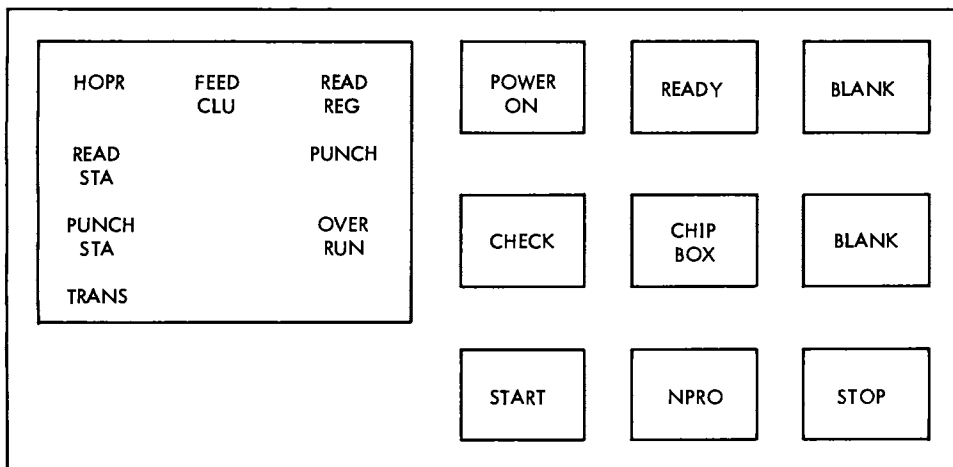 HOPR
FEED
CLU
READ
REG
READ
STA
PUNCH
PUNCH
STA
OVER
RUN
TRANS
POWER
ON
READY
BLANK
CHECK
CHIP
BOX
BLANK
START
NPRO
STOP